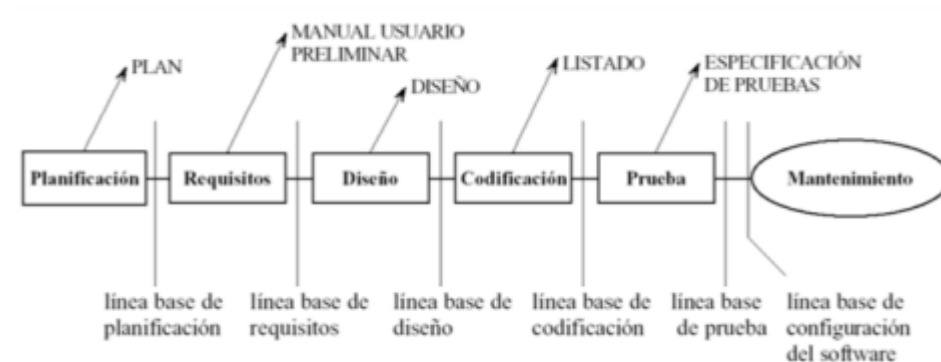 MANUAL USUARIO
PRELIMINAR
PLAN
DISEÑO
LISTADO
ESPECIFICACIÓN
DE PRUEBAS
Planificación
Requisitos
Diseño
Codificación
Prueba
Mantenimiento
línea base de
planificación
línea base de
requisitos
línea base de
diseño
línea base de
codificación
línea base
de prueba
línea base de
configuración
del software